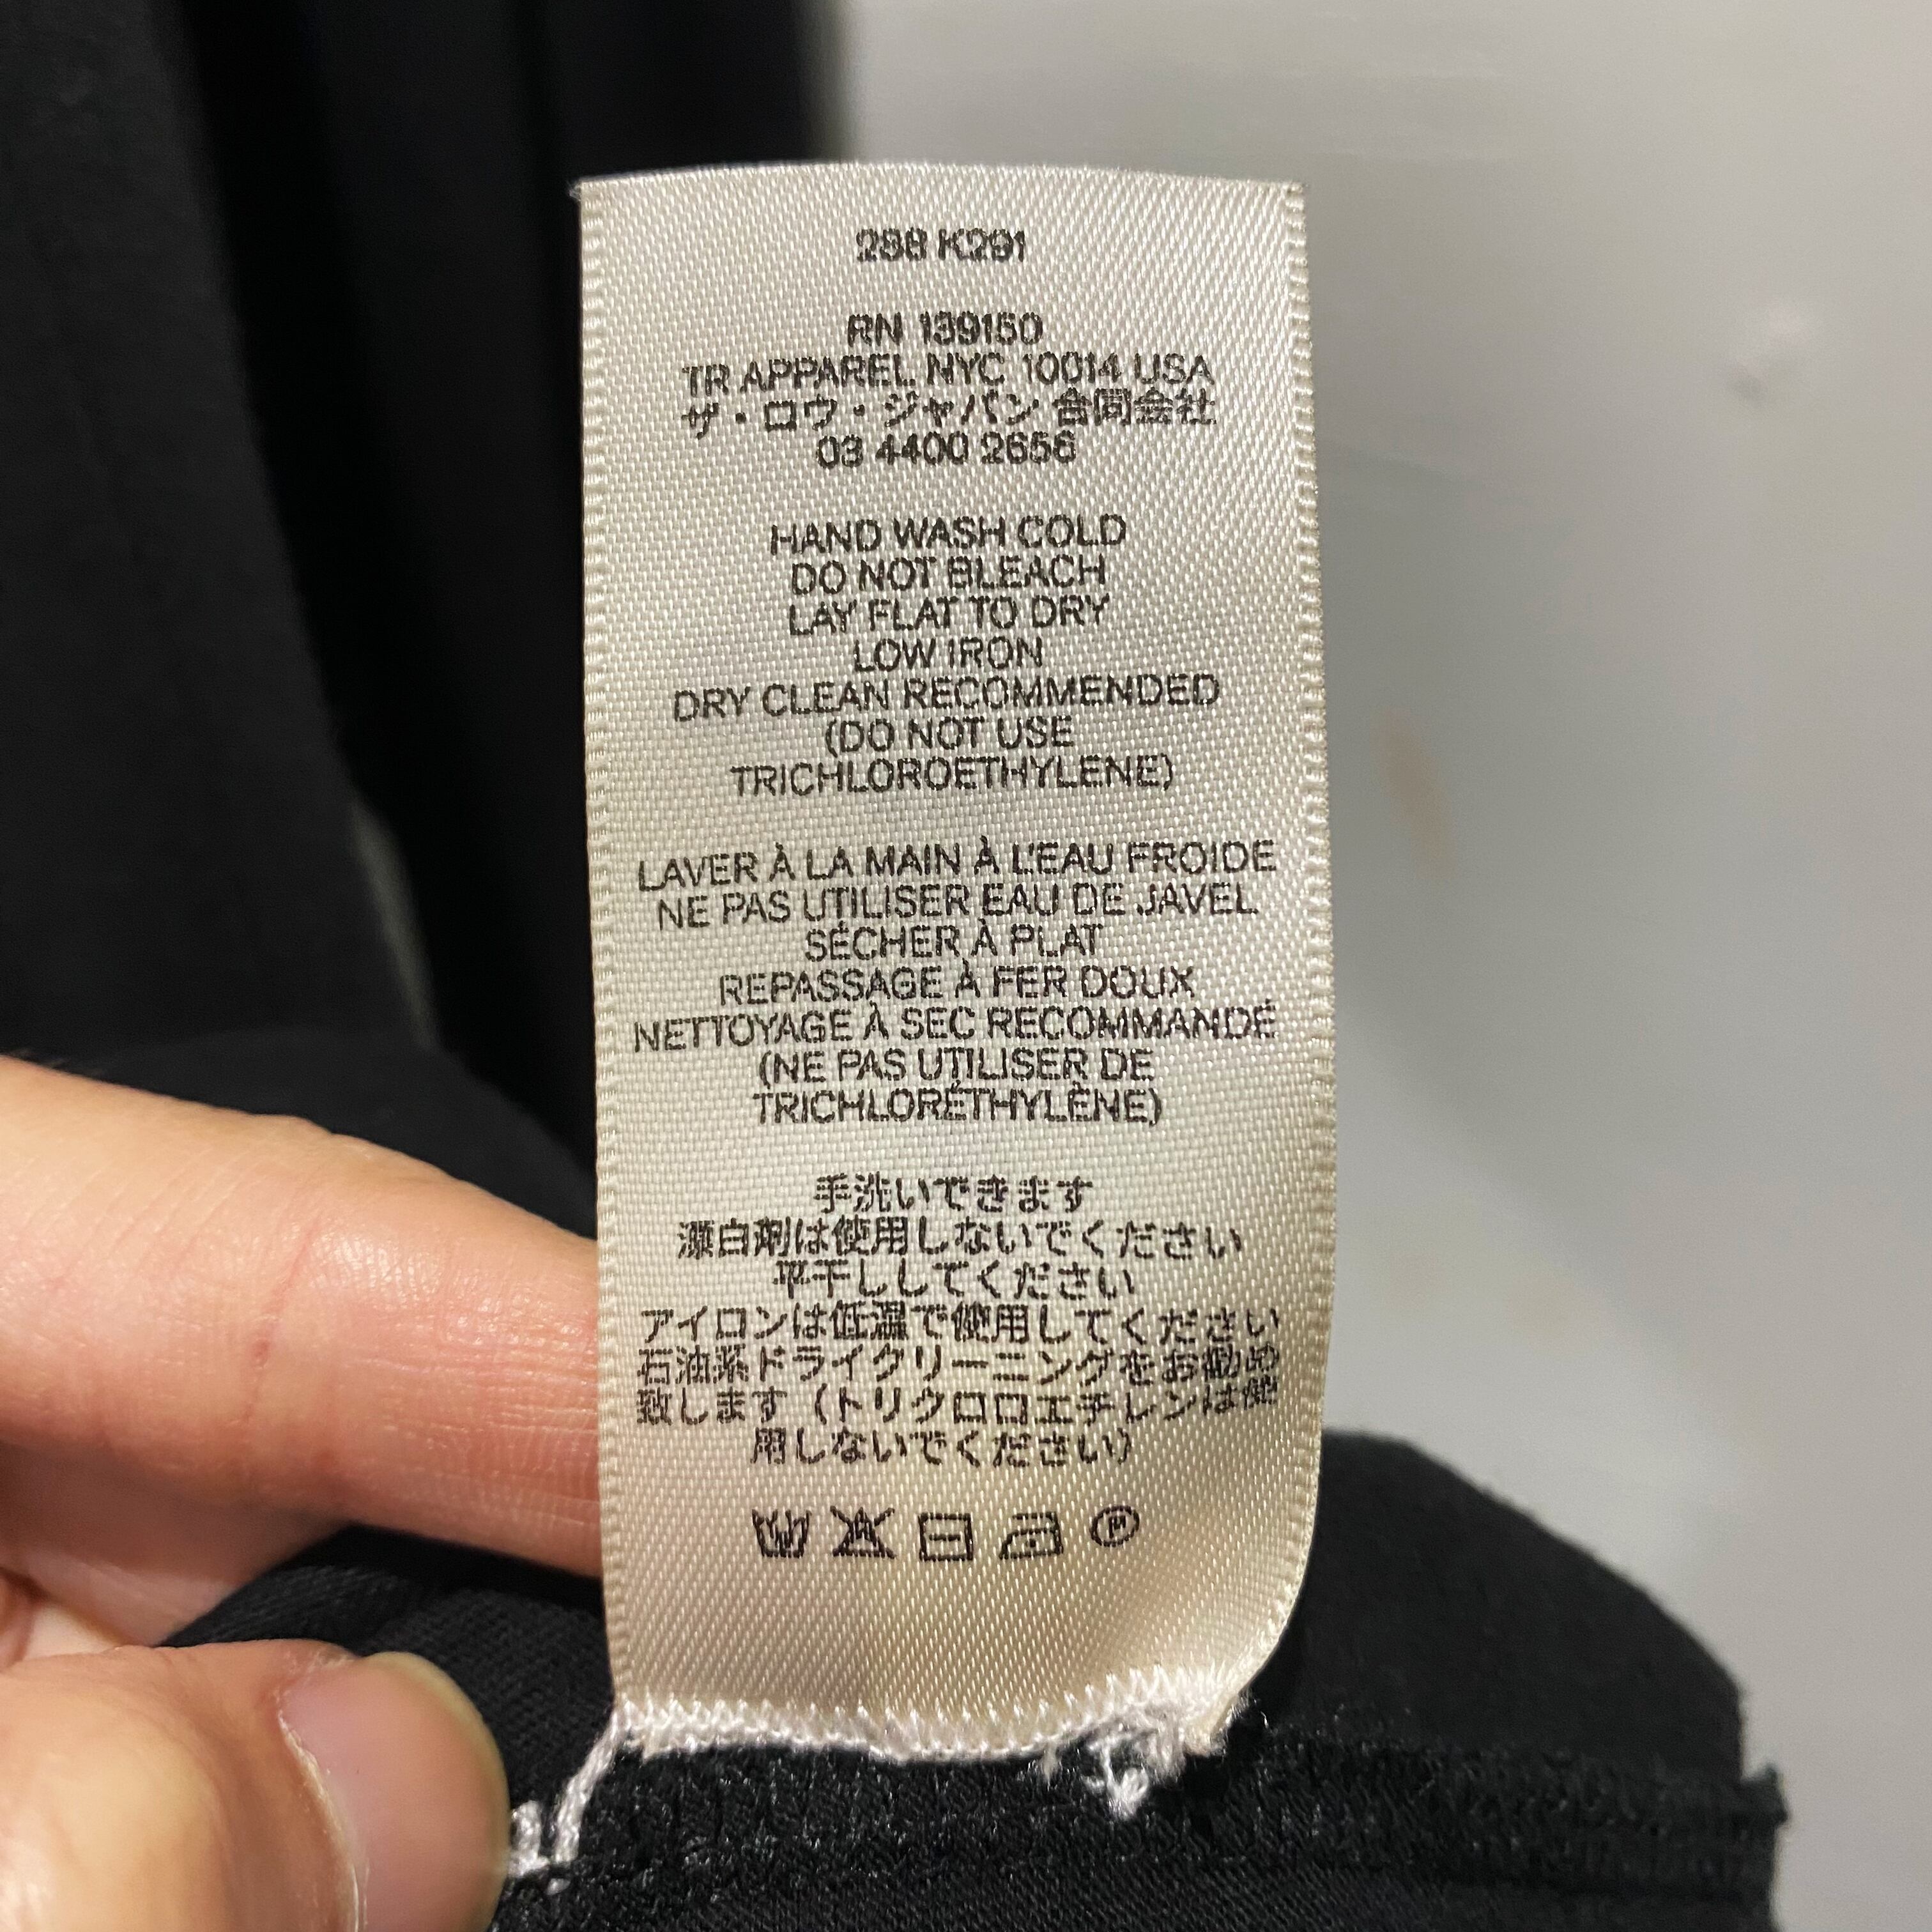 288 K291
RN 139150
TR APPAREL NYC 10014 USA
ザ・ロウ・ジャパン 合同会社
03 4400 2656
HAND WASH COLD
DO NOT BLEACH
LAY FLAT TO DRY
LOW IRON
DRY CLEAN RECOMMENDED
(DO NOT USE
TRICHLOROETHYLENE)
LAVER À LA MAIN À L'EAU FROIDE
NE PAS UTILISER EAU DE JAVEL
SÉCHER À PLAT
REPASSAGE À FER DOUX
NETTOYAGE À SEC RECOMMANDÉ
(NE PAS UTILISER DE
TRICHLORÉTHYLÈNE)
手洗いできます
漂白剤は使用しないでください
平干ししてください
アイロンは低温で使用してください
石油系ドライクリーニングをお勧め
致します（トリクロロエチレンは使
用しないでください）
P